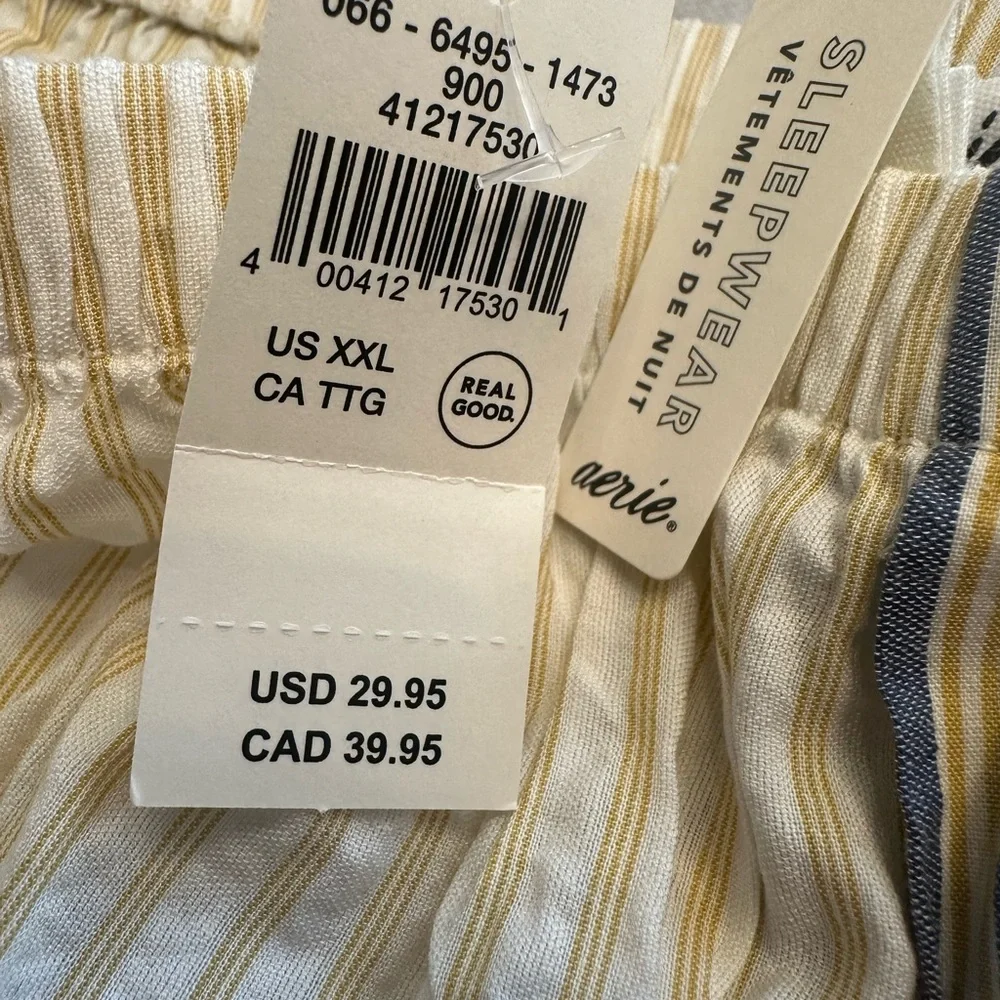 066 - 6495 - 1473
900
41217530
4 00412 17530 1
US XXL
CA TTG
REAL
GOOD.
USD 29.95
CAD 39.95
SLEEPWEAR
VÊTEMENTS DE NUIT
aerie®